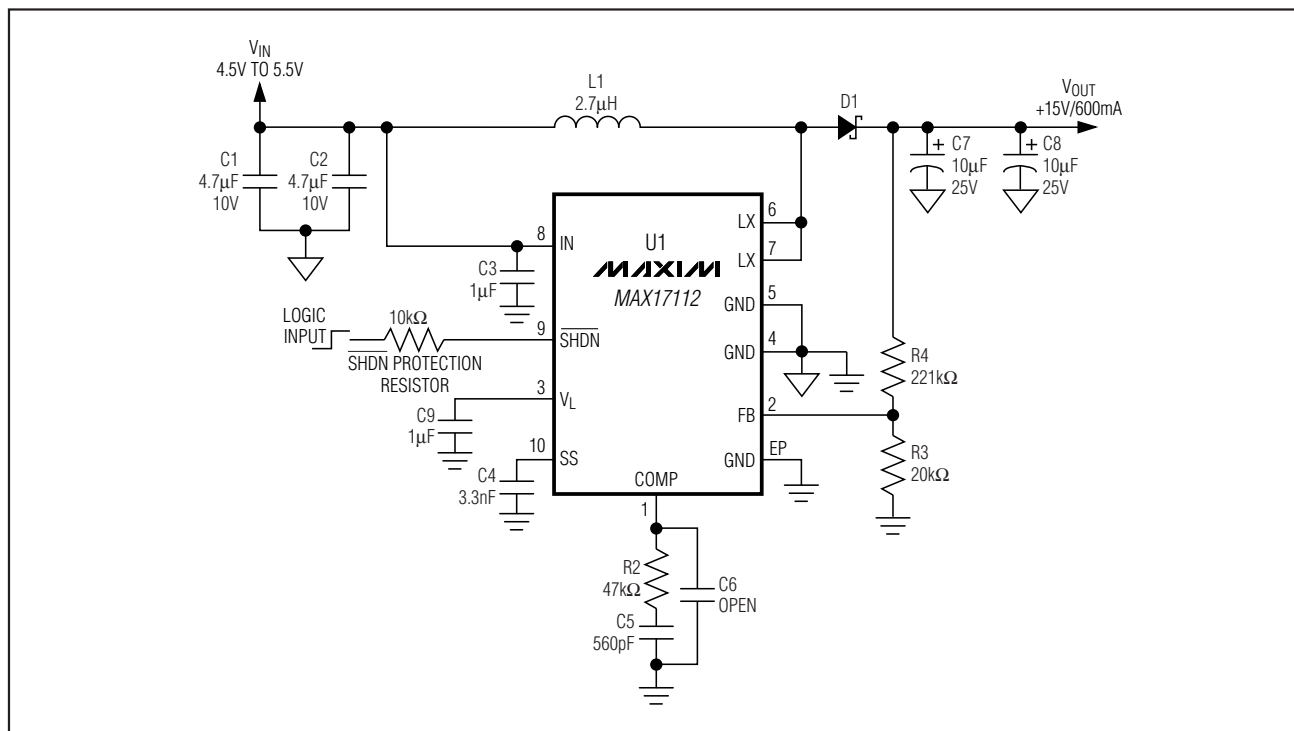 VIN
4.5V TO 5.5V
L1
2.7µH
D1
VOUT
+15V/600mA
C1
4.7µF
10V
C2
4.7µF
10V
+
C7
10µF
25V
+
C8
10µF
25V
8
IN
C3
1µF
U1
MAXIM
MAX17112
LX
6
LX
7
GND
5
GND
4
LOGIC
INPUT
10kΩ
SHDN PROTECTION
RESISTOR
9
SHDN
R4
221kΩ
3
VL
C9
1µF
FB
2
10
SS
C4
3.3nF
GND
EP
R3
20kΩ
COMP
1
R2
47kΩ
C6
OPEN
C5
560pF